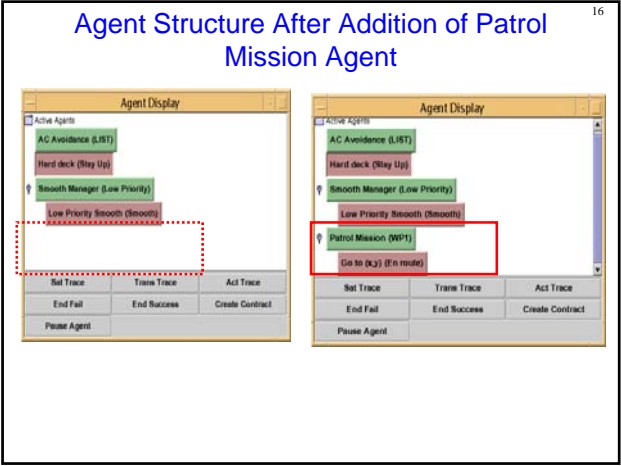 16
Agent Structure After Addition of Patrol
Mission Agent
Agent Display
Active Agents
AC Avoidance (LIST)
Hard deck (Stay Up)
Smooth Manager (Low Priority)
Low Priority Smooth (Smooth)
Set Trace Trans Trace Act Trace
End Fail End Success Create Contract
Pause Agent
Agent Display
Active Agents
AC Avoidance (LIST)
Hard deck (Stay Up)
Smooth Manager (Low Priority)
Low Priority Smooth (Smooth)
Patrol Mission (WP1)
Go to (x,y) (En route)
Set Trace Trans Trace Act Trace
End Fail End Success Create Contract
Pause Agent